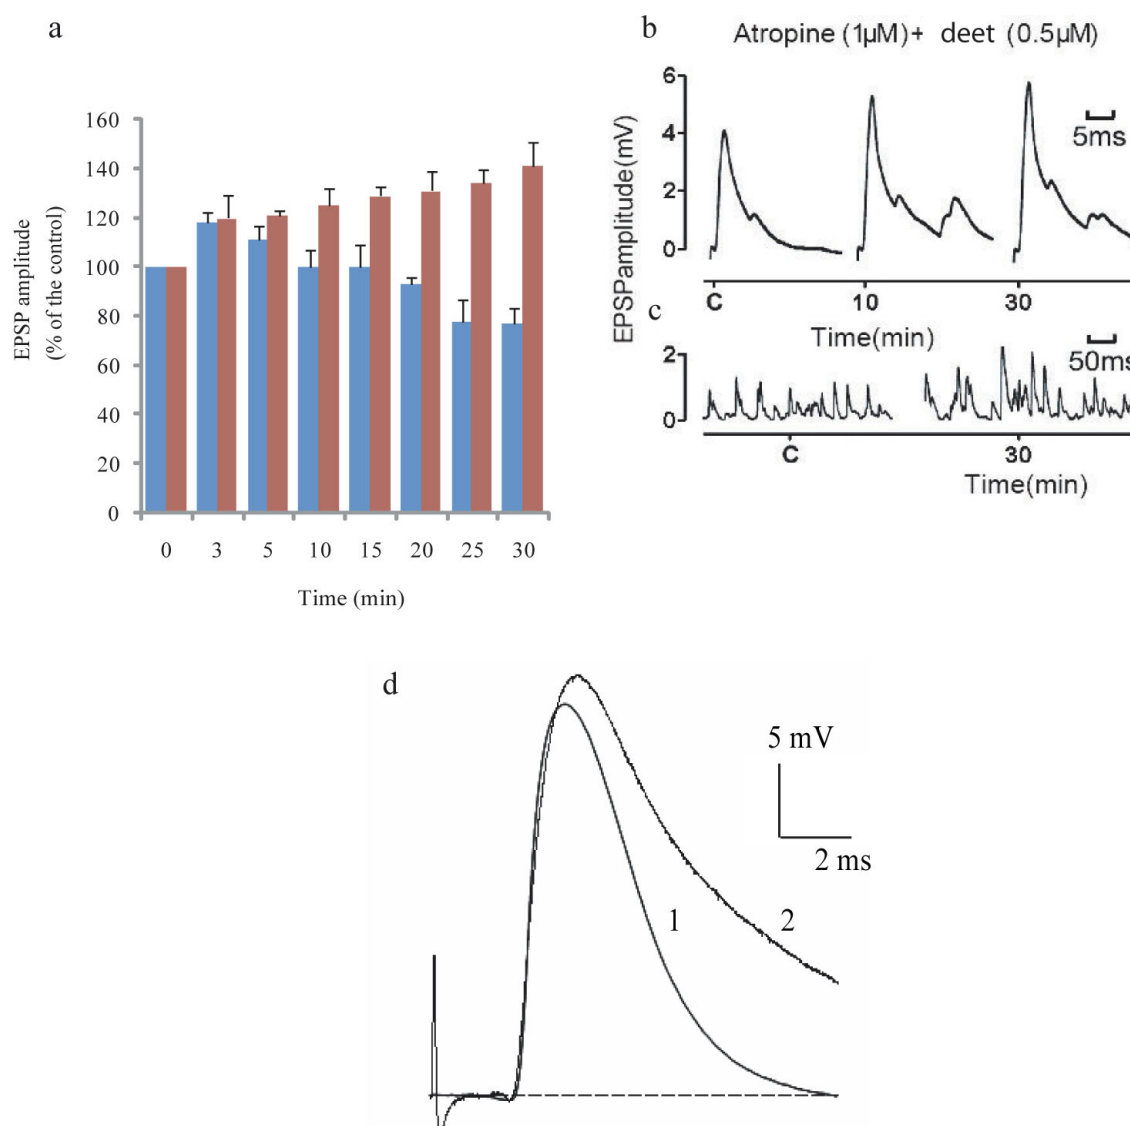 a
EPSP amplitude
(% of the control)
160
140
120
100
80
60
40
20
0
0 3 5 10 15 20 25 30
Time (min)
b
Atropine (1µM)+ deet (0.5µM)
EPSPamplitude(mV)
6
4
2
0
5ms
C 10 30
Time(min)
c
2
0
50ms
C 30
Time(min)
d
5 mV
2 ms
1 2